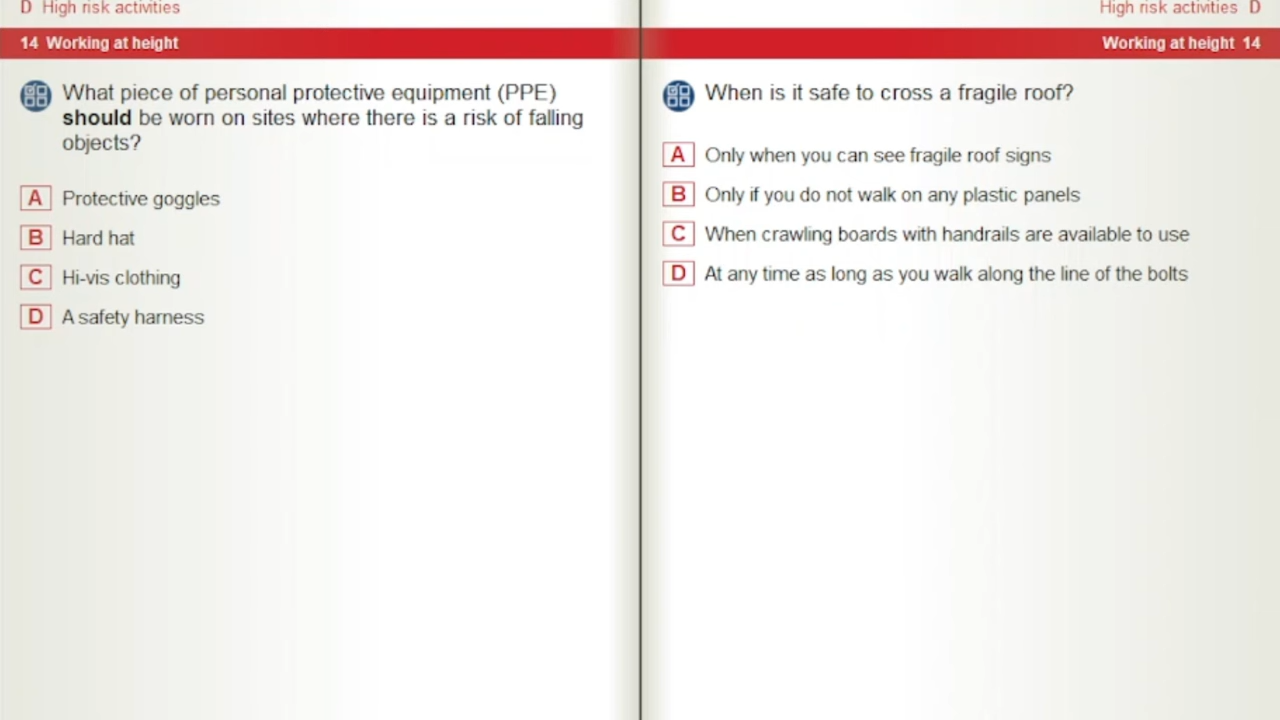 D High risk activities
14 Working at height
What piece of personal protective equipment (PPE)
should be worn on sites where there is a risk of falling
objects?
A Protective goggles
B Hard hat
C Hi-vis clothing
D A safety harness
High risk activities D
Working at height 14
When is it safe to cross a fragile roof?
A Only when you can see fragile roof signs
B Only if you do not walk on any plastic panels
C When crawling boards with handrails are available to use
D At any time as long as you walk along the line of the bolts